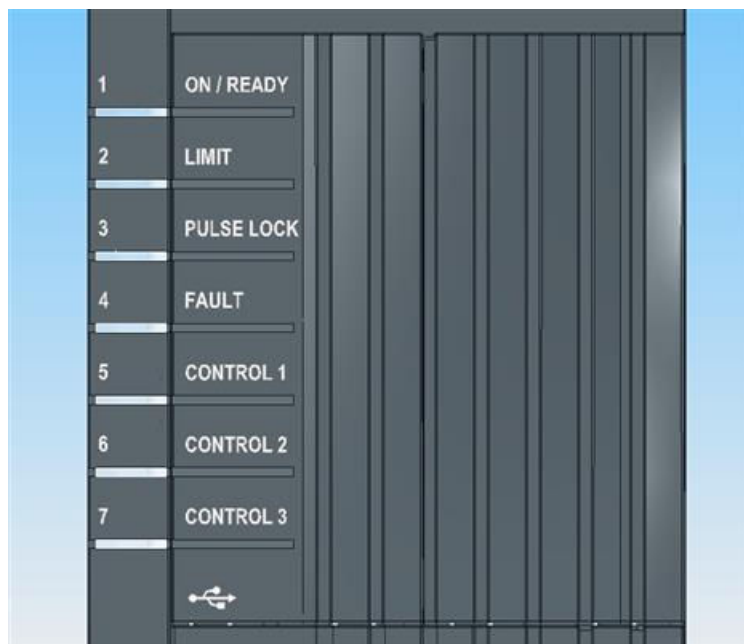 1 ON / READY
2 LIMIT
3 PULSE LOCK
4 FAULT
5 CONTROL 1
6 CONTROL 2
7 CONTROL 3